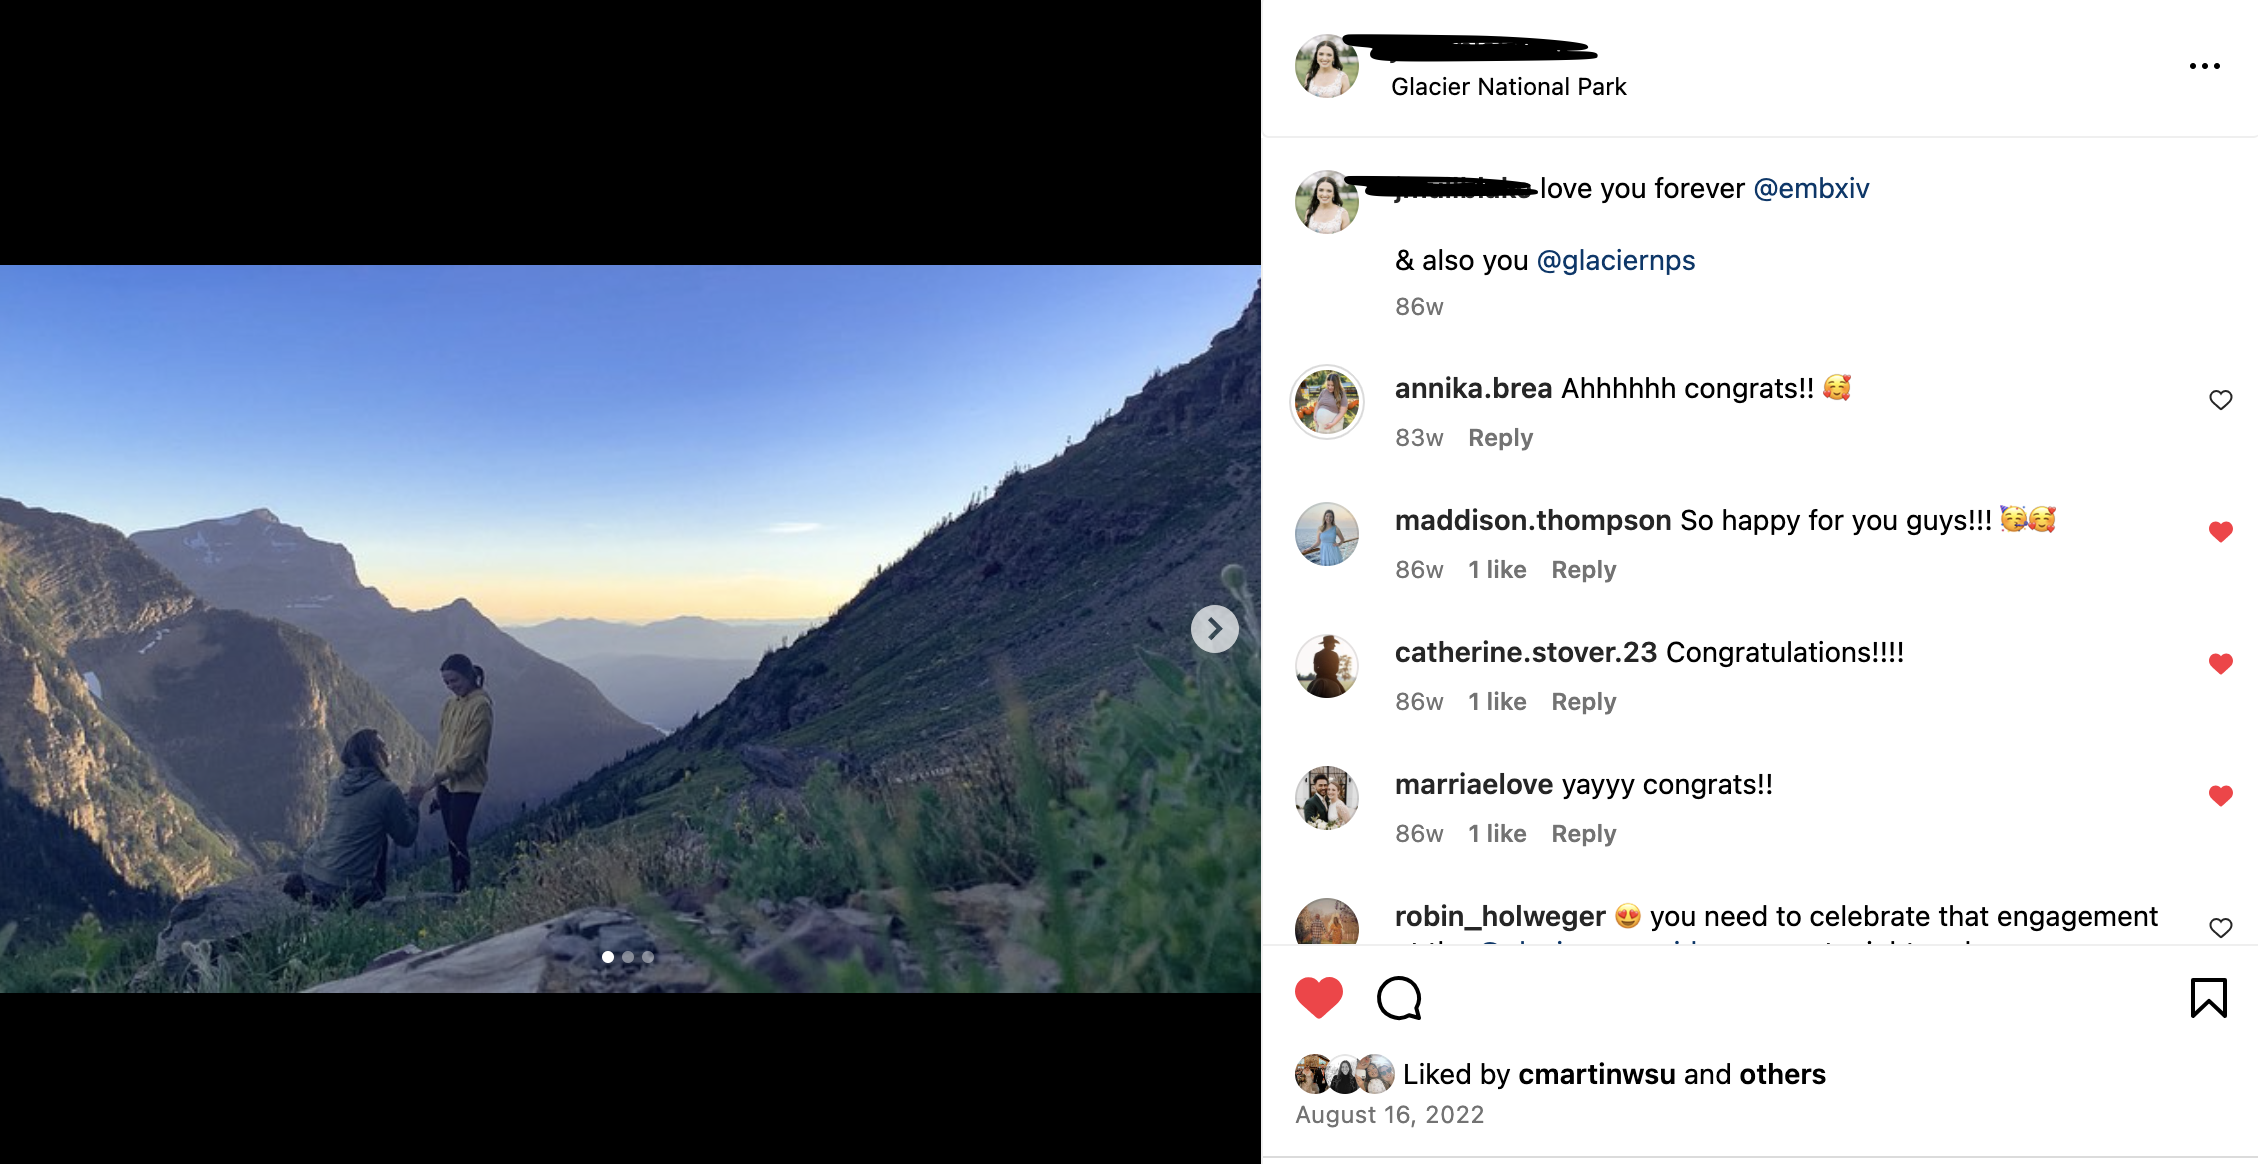 Glacier National Park
love you forever @embxiv
& also you @glaciernps
86w
annika.brea Ahhhhhh congrats!! 🥰
83w Reply
maddison.thompson So happy for you guys!!! 🥳🥰
86w 1 like Reply
catherine.stover.23 Congratulations!!!!
86w 1 like Reply
marriaelove yayyy congrats!!
86w 1 like Reply
robin_holweger 😍 you need to celebrate that engagement
Liked by cmartinwsu and others
August 16, 2022